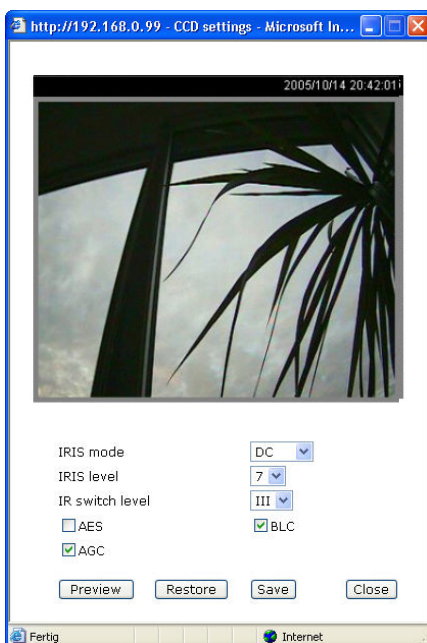 http://192.168.0.99 - CCD settings - Microsoft In...
2005/10/14 20:42:01
IRIS mode DC
IRIS level 7
IR switch level III
AES BLC
AGC
Preview Restore Save Close
Fertig Internet